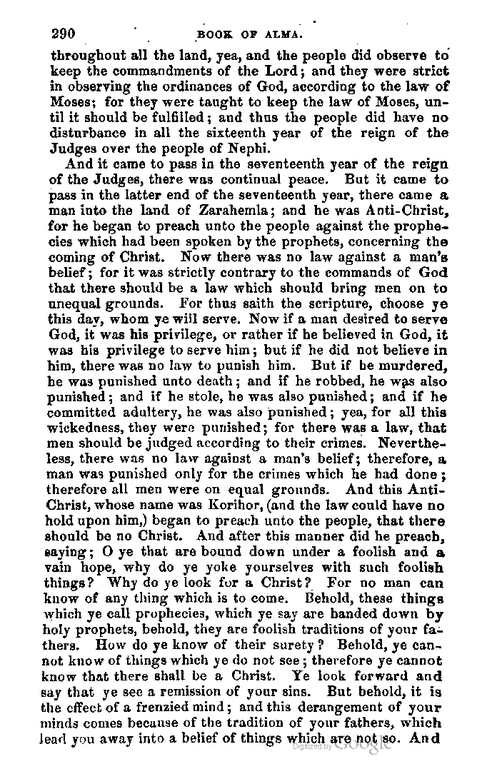 290 BOOK OF ALMA.
throughout all the land, yea, and the people did observe to
keep the commandments of the Lord; and they were strict
in observing the ordinances of God, according to the law of
Moses; for they were taught to keep the law of Moses, un-
til it should be fulfilled; and thus the people did have no
disturbance in all the sixteenth year of the reign of the
Judges over the people of Nephi.
And it came to pass in the seventeenth year of the reign
of the Judges, there was continual peace. But it came to
pass in the latter end of the seventeenth year, there came a
man into the land of Zarahemla; and he was Anti-Christ,
for he began to preach unto the people against the prophe-
cies which had been spoken by the prophets, concerning the
coming of Christ. Now there was no law against a man's
belief; for it was strictly contrary to the commands of God
that there should be a law which should bring men on to
unequal grounds. For thus saith the scripture, choose ye
this day, whom ye will serve. Now if a man desired to serve
God, it was his privilege, or rather if he believed in God, it
was his privilege to serve him; but if he did not believe in
him, there was no law to punish him. But if he murdered,
he was punished unto death; and if he robbed, he was also
punished; and if he stole, he was also punished; and if he
committed adultery, he was also punished; yea, for all this
wickedness, they were punished; for there was a law, that
men should be judged according to their crimes. Neverthe-
less, there was no law against a man's belief; therefore, a
man was punished only for the crimes which he had done;
therefore all men were on equal grounds. And this Anti-
Christ, whose name was Korihor, (and the law could have no
hold upon him,) began to preach unto the people, that there
should be no Christ. And after this manner did he preach,
saying; O ye that are bound down under a foolish and a
vain hope, why do ye yoke yourselves with such foolish
things? Why do ye look for a Christ? For no man can
know of any thing which is to come. Behold, these things
which ye call prophecies, which ye say are handed down by
holy prophets, behold, they are foolish traditions of your fa-
thers. How do ye know of their surety? Behold, ye can-
not know of things which ye do not see; therefore ye cannot
know that there shall be a Christ. Ye look forward and
say that ye see a remission of your sins. But behold, it is
the effect of a frenzied mind; and this derangement of your
minds comes because of the tradition of your fathers, which
lead you away into a belief of things which are not so. And
Digitized by Google